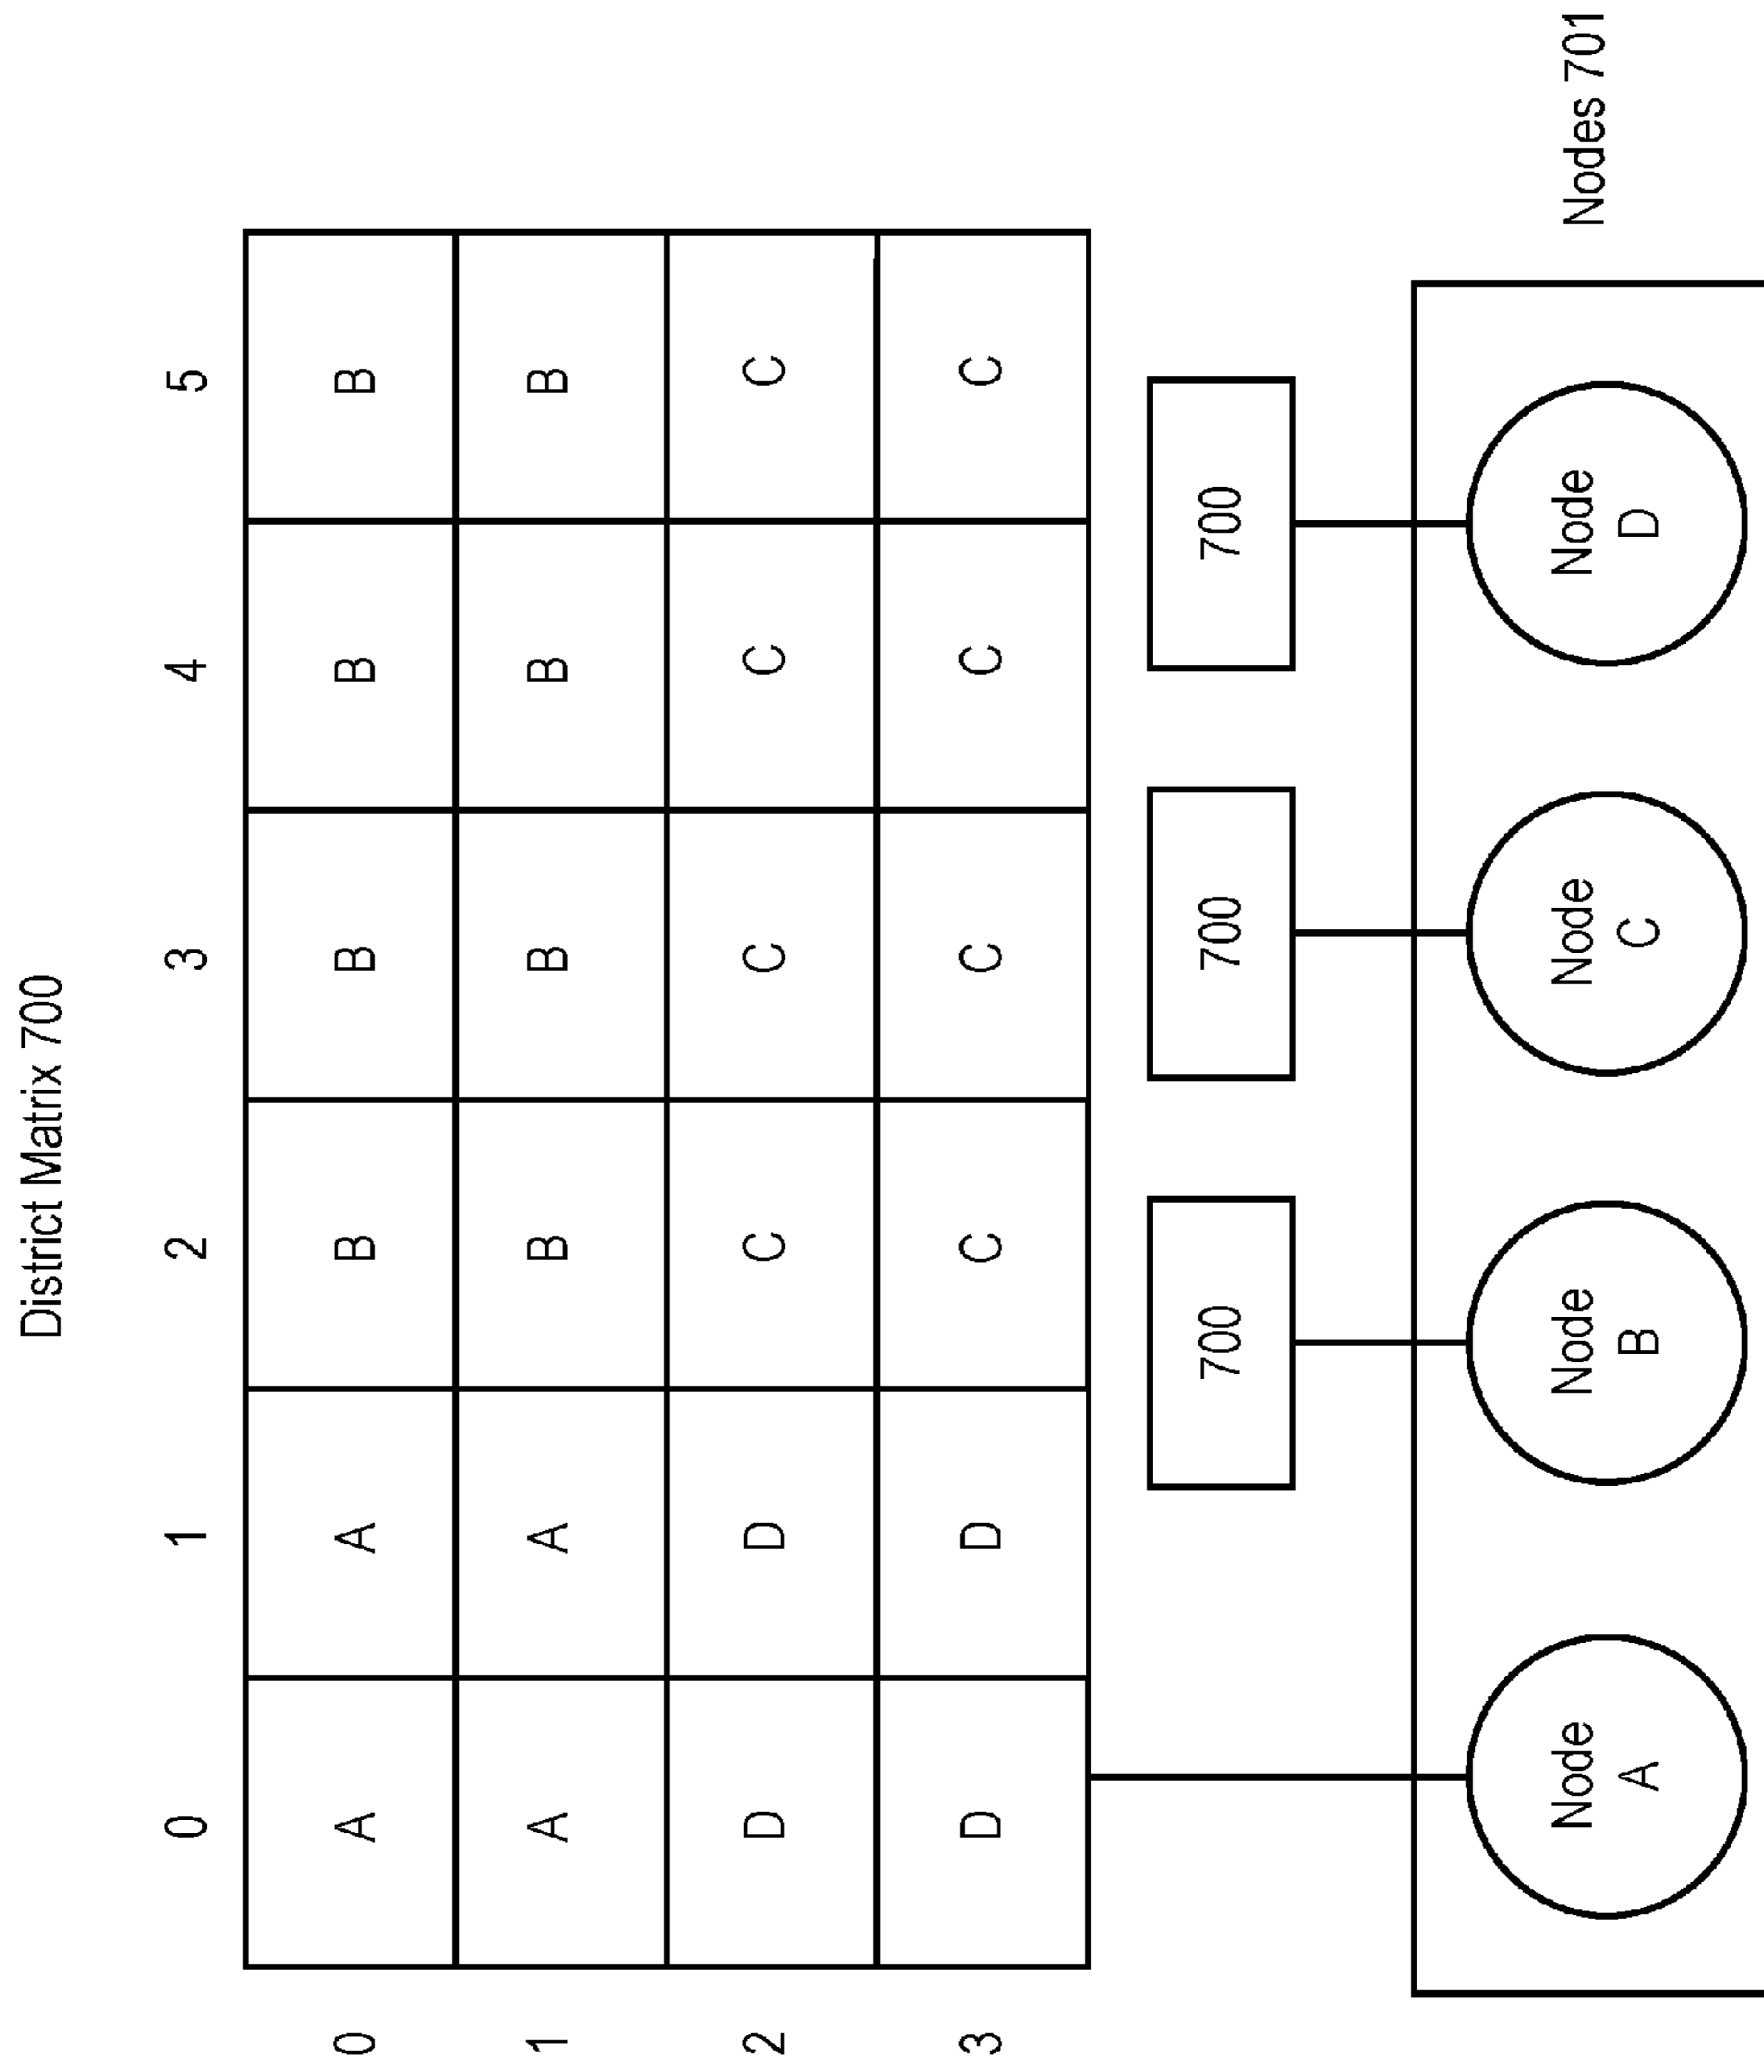 District Matrix 700
0 1 2 3 4 5
0 A A B B B B
1 A A B B B B
2 D D C C C C
3 D D C C C C
700 700 700
Nodes 701
Node Node Node Node
A B C D